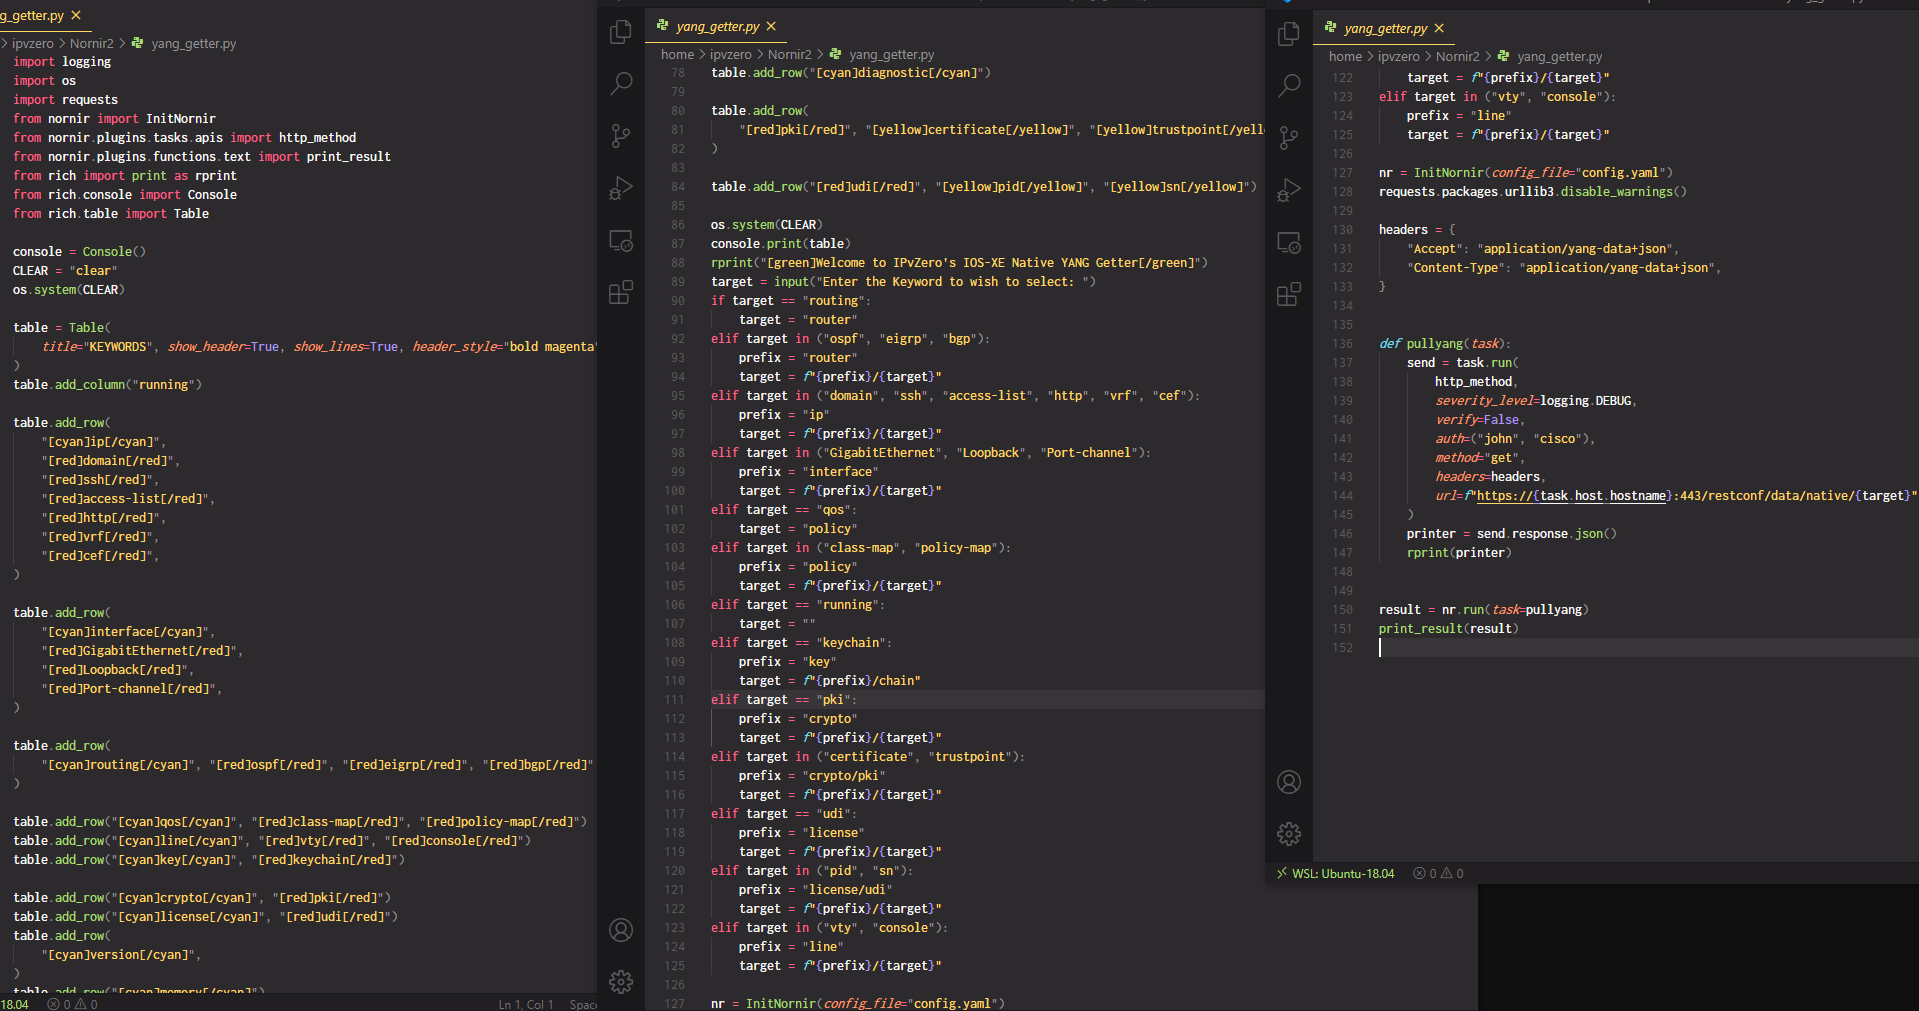 g_getter.py ×
> ipvzero > Nornir2 > yang_getter.py
import logging
import os
import requests
from nornir import InitNornir
from nornir.plugins.tasks.apis import http_method
from nornir.plugins.functions.text import print_result
from rich import print as rprint
from rich.console import Console
from rich.table import Table
console = Console()
CLEAR = "clear"
os.system(CLEAR)
table = Table(
title="KEYWORDS", show_header=True, show_lines=True, header_style="bold magenta"
)
table.add_column("running")
table.add_row(
"[cyan]ip[/cyan]",
"[red]domain[/red]",
"[red]ssh[/red]",
"[red]access-list[/red]",
"[red]http[/red]",
"[red]vrf[/red]",
"[red]cef[/red]",
)
table.add_row(
"[cyan]interface[/cyan]",
"[red]GigabitEthernet[/red]",
"[red]Loopback[/red]",
"[red]Port-channel[/red]",
)
table.add_row(
"[cyan]routing[/cyan]", "[red]ospf[/red]", "[red]eigrp[/red]", "[red]bgp[/red]"
)
table.add_row("[cyan]qos[/cyan]", "[red]class-map[/red]", "[red]policy-map[/red]")
table.add_row("[cyan]line[/cyan]", "[red]vty[/red]", "[red]console[/red]")
table.add_row("[cyan]key[/cyan]", "[red]keychain[/red]")
table.add_row("[cyan]crypto[/cyan]", "[red]pki[/red]")
table.add_row("[cyan]license[/cyan]", "[red]udi[/red]")
table.add_row(
"[cyan]version[/cyan]",
)
table.add_row("[cyan]memory[/cyan]")
18.04 0 0 Ln 1, Col 1 Space
yang_getter.py ×
home > ipvzero > Nornir2 > yang_getter.py
78 table.add_row("[cyan]diagnostic[/cyan]")
79
80 table.add_row(
81 "[red]pki[/red]", "[yellow]certificate[/yellow]", "[yellow]trustpoint[/yell
82 )
83
84 table.add_row("[red]udi[/red]", "[yellow]pid[/yellow]", "[yellow]sn[/yellow]")
85
86 os.system(CLEAR)
87 console.print(table)
88 rprint("[green]Welcome to IPvZero's IOS-XE Native YANG Getter[/green]")
89 target = input("Enter the Keyword to wish to select: ")
90 if target == "routing":
91 target = "router"
92 elif target in ("ospf", "eigrp", "bgp"):
93 prefix = "router"
94 target = f"{prefix}/{target}"
95 elif target in ("domain", "ssh", "access-list", "http", "vrf", "cef"):
96 prefix = "ip"
97 target = f"{prefix}/{target}"
98 elif target in ("GigabitEthernet", "Loopback", "Port-channel"):
99 prefix = "interface"
100 target = f"{prefix}/{target}"
101 elif target == "qos":
102 target = "policy"
103 elif target in ("class-map", "policy-map"):
104 prefix = "policy"
105 target = f"{prefix}/{target}"
106 elif target == "running":
107 target = ""
108 elif target == "keychain":
109 prefix = "key"
110 target = f"{prefix}/chain"
111 elif target == "pki":
112 prefix = "crypto"
113 target = f"{prefix}/{target}"
114 elif target in ("certificate", "trustpoint"):
115 prefix = "crypto/pki"
116 target = f"{prefix}/{target}"
117 elif target == "udi":
118 prefix = "license"
119 target = f"{prefix}/{target}"
120 elif target in ("pid", "sn"):
121 prefix = "license/udi"
122 target = f"{prefix}/{target}"
123 elif target in ("vty", "console"):
124 prefix = "line"
125 target = f"{prefix}/{target}"
126
127 nr = InitNornir(config_file="config.yaml")
yang_getter.py ×
home > ipvzero > Nornir2 > yang_getter.py
122 target = f"{prefix}/{target}"
123 elif target in ("vty", "console"):
124 prefix = "line"
125 target = f"{prefix}/{target}"
126
127 nr = InitNornir(config_file="config.yaml")
128 requests.packages.urllib3.disable_warnings()
129
130 headers = {
131 "Accept": "application/yang-data+json",
132 "Content-Type": "application/yang-data+json",
133 }
134
135
136 def pullyang(task):
137 send = task.run(
138 http_method,
139 severity_level=logging.DEBUG,
140 verify=False,
141 auth=("john", "cisco"),
142 method="get",
143 headers=headers,
144 url=f"https://{task.host.hostname}:443/restconf/data/native/{target}"
145 )
146 printer = send.response.json()
147 rprint(printer)
148
149
150 result = nr.run(task=pullyang)
151 print_result(result)
152
WSL: Ubuntu-18.04 0 0